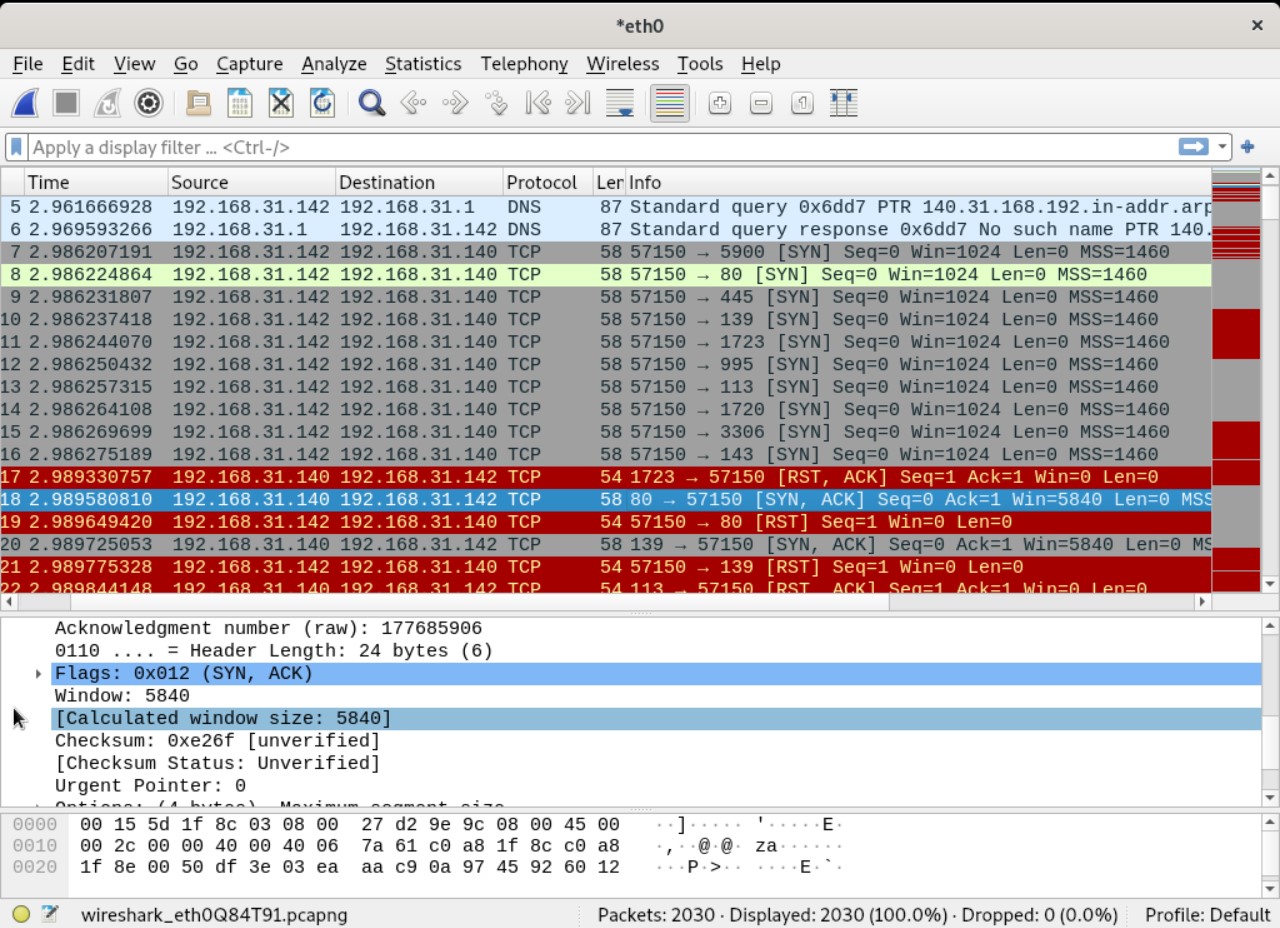 *eth0
File Edit View Go Capture Analyze Statistics Telephony Wireless Tools Help
Apply a display filter ... <Ctrl-/>
Time Source Destination Protocol Ler Info
5 2.961666928 192.168.31.142 192.168.31.1 DNS 87 Standard query 0x6dd7 PTR 140.31.168.192.in-addr.arp
6 2.969593266 192.168.31.1 192.168.31.142 DNS 87 Standard query response 0x6dd7 No such name PTR 140.
7 2.986207191 192.168.31.142 192.168.31.140 TCP 58 57150 → 5900 [SYN] Seq=0 Win=1024 Len=0 MSS=1460
8 2.986224864 192.168.31.142 192.168.31.140 TCP 58 57150 → 80 [SYN] Seq=0 Win=1024 Len=0 MSS=1460
9 2.986231807 192.168.31.142 192.168.31.140 TCP 58 57150 → 445 [SYN] Seq=0 Win=1024 Len=0 MSS=1460
10 2.986237418 192.168.31.142 192.168.31.140 TCP 58 57150 → 139 [SYN] Seq=0 Win=1024 Len=0 MSS=1460
11 2.986244070 192.168.31.142 192.168.31.140 TCP 58 57150 → 1723 [SYN] Seq=0 Win=1024 Len=0 MSS=1460
12 2.986250432 192.168.31.142 192.168.31.140 TCP 58 57150 → 995 [SYN] Seq=0 Win=1024 Len=0 MSS=1460
13 2.986257315 192.168.31.142 192.168.31.140 TCP 58 57150 → 113 [SYN] Seq=0 Win=1024 Len=0 MSS=1460
14 2.986264108 192.168.31.142 192.168.31.140 TCP 58 57150 → 1720 [SYN] Seq=0 Win=1024 Len=0 MSS=1460
15 2.986269699 192.168.31.142 192.168.31.140 TCP 58 57150 → 3306 [SYN] Seq=0 Win=1024 Len=0 MSS=1460
16 2.986275189 192.168.31.142 192.168.31.140 TCP 58 57150 → 143 [SYN] Seq=0 Win=1024 Len=0 MSS=1460
17 2.989330757 192.168.31.140 192.168.31.142 TCP 54 1723 → 57150 [RST, ACK] Seq=1 Ack=1 Win=0 Len=0
18 2.989580810 192.168.31.140 192.168.31.142 TCP 58 80 → 57150 [SYN, ACK] Seq=0 Ack=1 Win=5840 Len=0 MSS
19 2.989649420 192.168.31.142 192.168.31.140 TCP 54 57150 → 80 [RST] Seq=1 Win=0 Len=0
20 2.989725053 192.168.31.140 192.168.31.142 TCP 58 139 → 57150 [SYN, ACK] Seq=0 Ack=1 Win=5840 Len=0 MS
21 2.989775328 192.168.31.142 192.168.31.140 TCP 54 57150 → 139 [RST] Seq=1 Win=0 Len=0
22 2.989844148 192.168.31.140 192.168.31.142 TCP 54 113 → 57150 [RST, ACK] Seq=1 Ack=1 Win=0 Len=0
Acknowledgment number (raw): 177685906
0110 .... = Header Length: 24 bytes (6)
Flags: 0x012 (SYN, ACK)
Window: 5840
[Calculated window size: 5840]
Checksum: 0xe26f [unverified]
[Checksum Status: Unverified]
Urgent Pointer: 0
Options: (4 bytes), Maximum segment size
0000 00 15 5d 1f 8c 03 08 00 27 d2 9e 9c 08 00 45 00 ··]····· '·····E·
0010 00 2c 00 00 40 00 40 06 7a 61 c0 a8 1f 8c c0 a8 ·,··@·@· za······
0020 1f 8e 00 50 df 3e 03 ea aa c9 0a 97 45 92 60 12 ···P·>·· ····E·`·
wireshark_eth0Q84T91.pcapng Packets: 2030 · Displayed: 2030 (100.0%) · Dropped: 0 (0.0%) Profile: Default